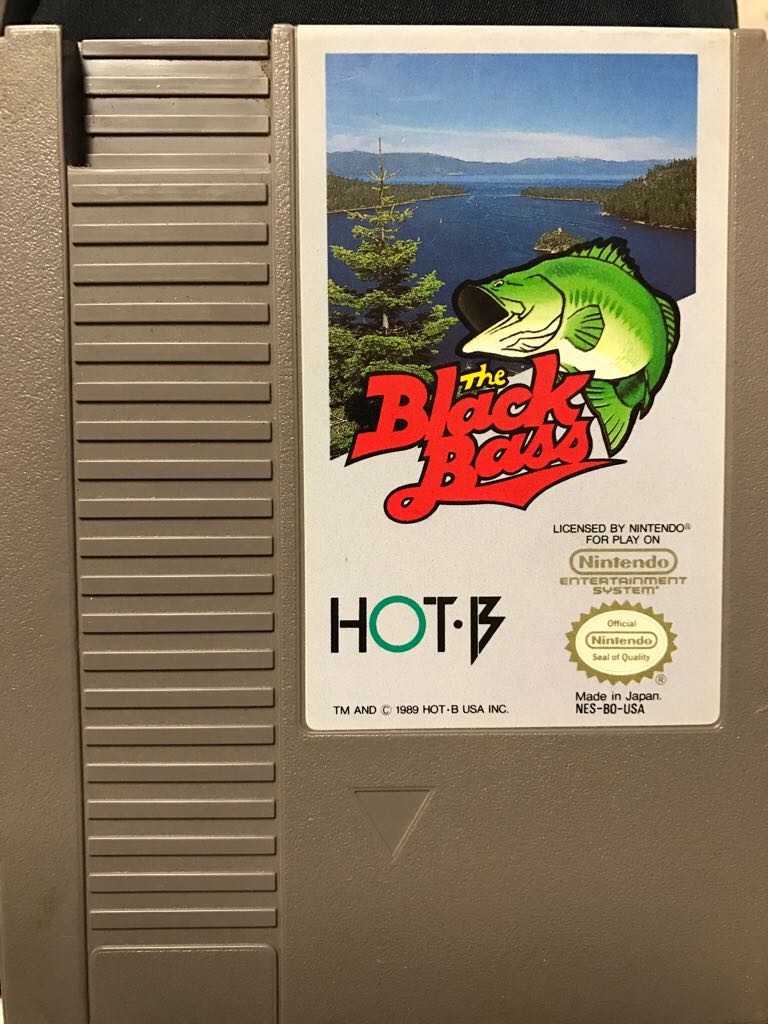 The
Black
Bass
LICENSED BY NINTENDO®
FOR PLAY ON
Nintendo
ENTERTAINMENT
SYSTEM®
HOT·B
Official
Nintendo
Seal of Quality
®
TM AND © 1989 HOT·B USA INC.
Made in Japan.
NES-BO-USA